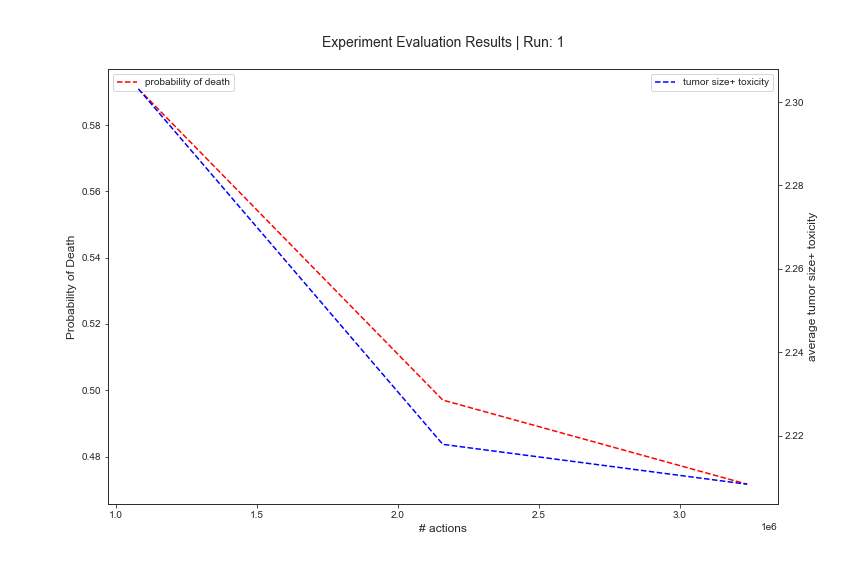 Experiment Evaluation Results | Run: 1
probability of death
tumor size+ toxicity
0.58
0.56
0.54
0.52
0.50
0.48
Probability of Death
2.30
2.28
2.26
2.24
2.22
average tumor size+ toxicity
1.0
1.5
2.0
2.5
3.0
1e6
# actions